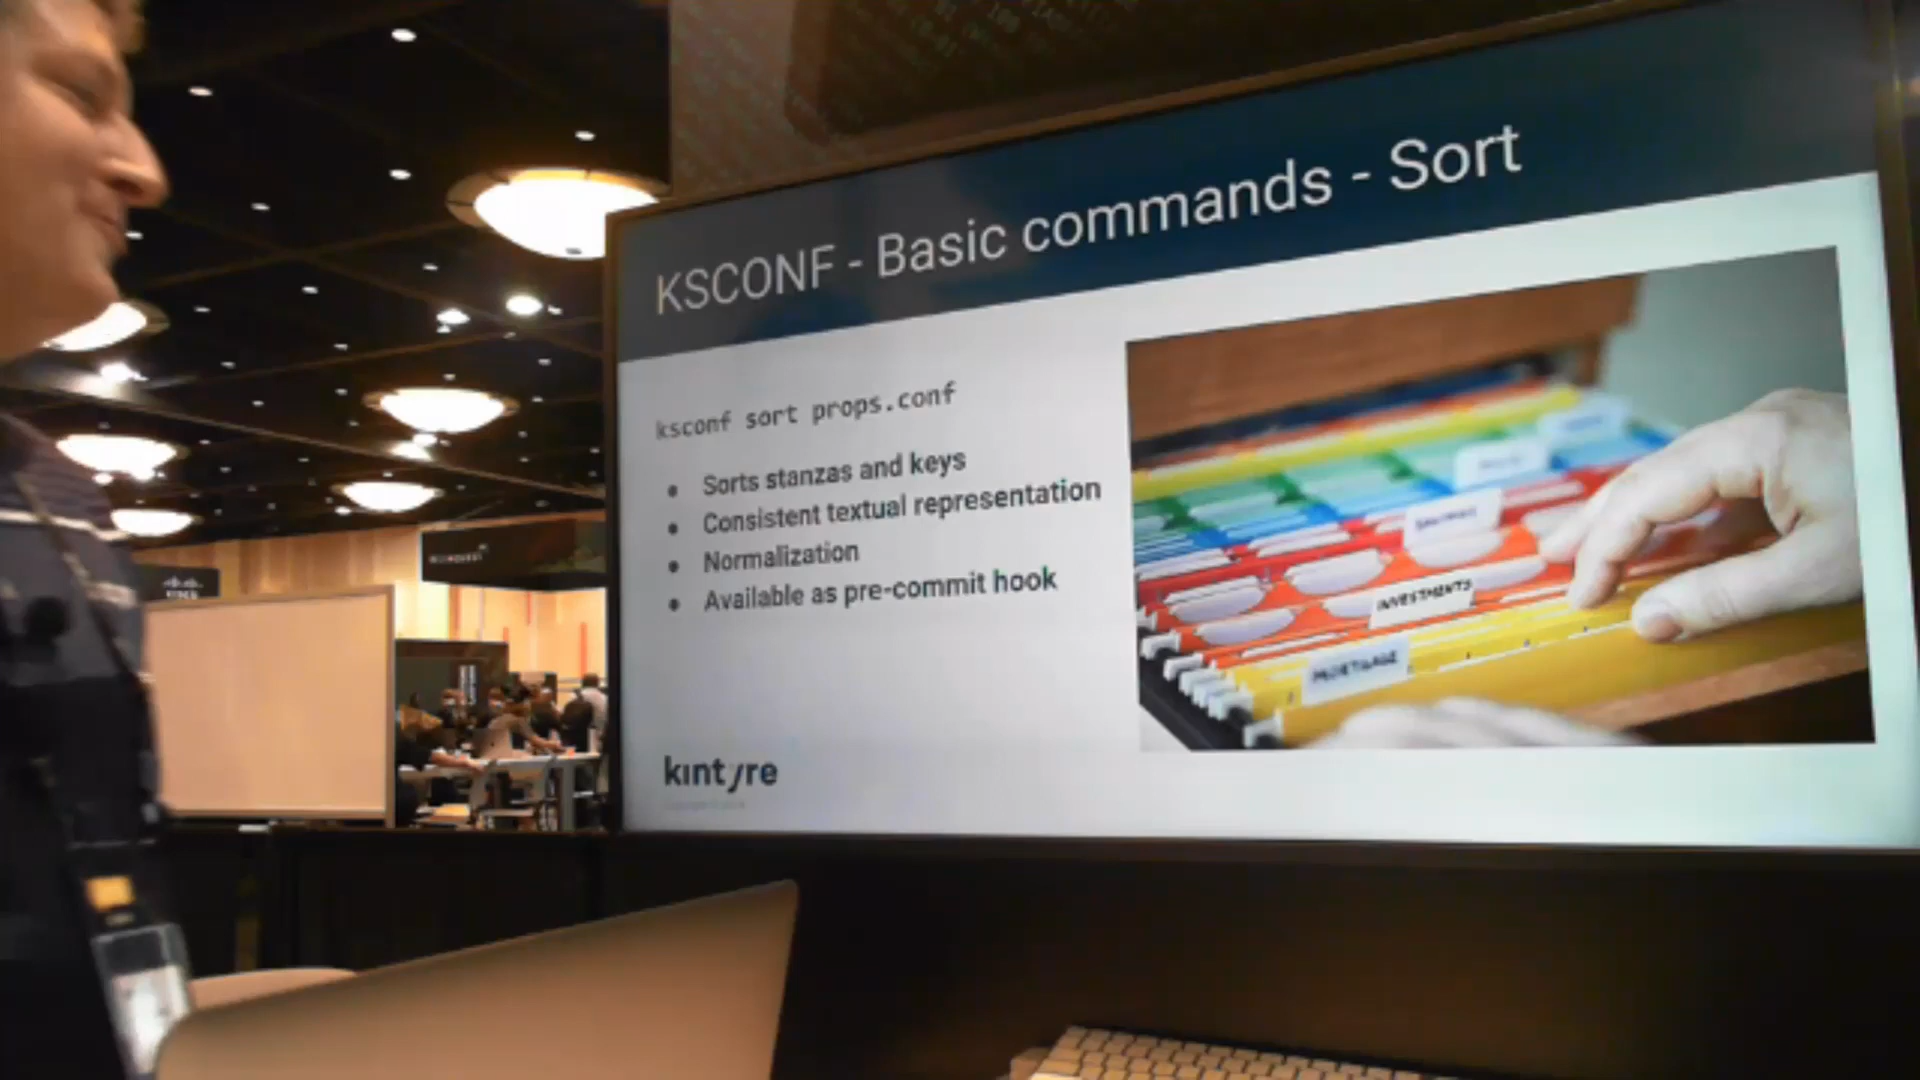 KSCONF - Basic commands - Sort
ksconf sort props.conf
● Sorts stanzas and keys
● Consistent textual representation
● Normalization
● Available as pre-commit hook
INVESTMENTS
MORTGAGE
kintyre